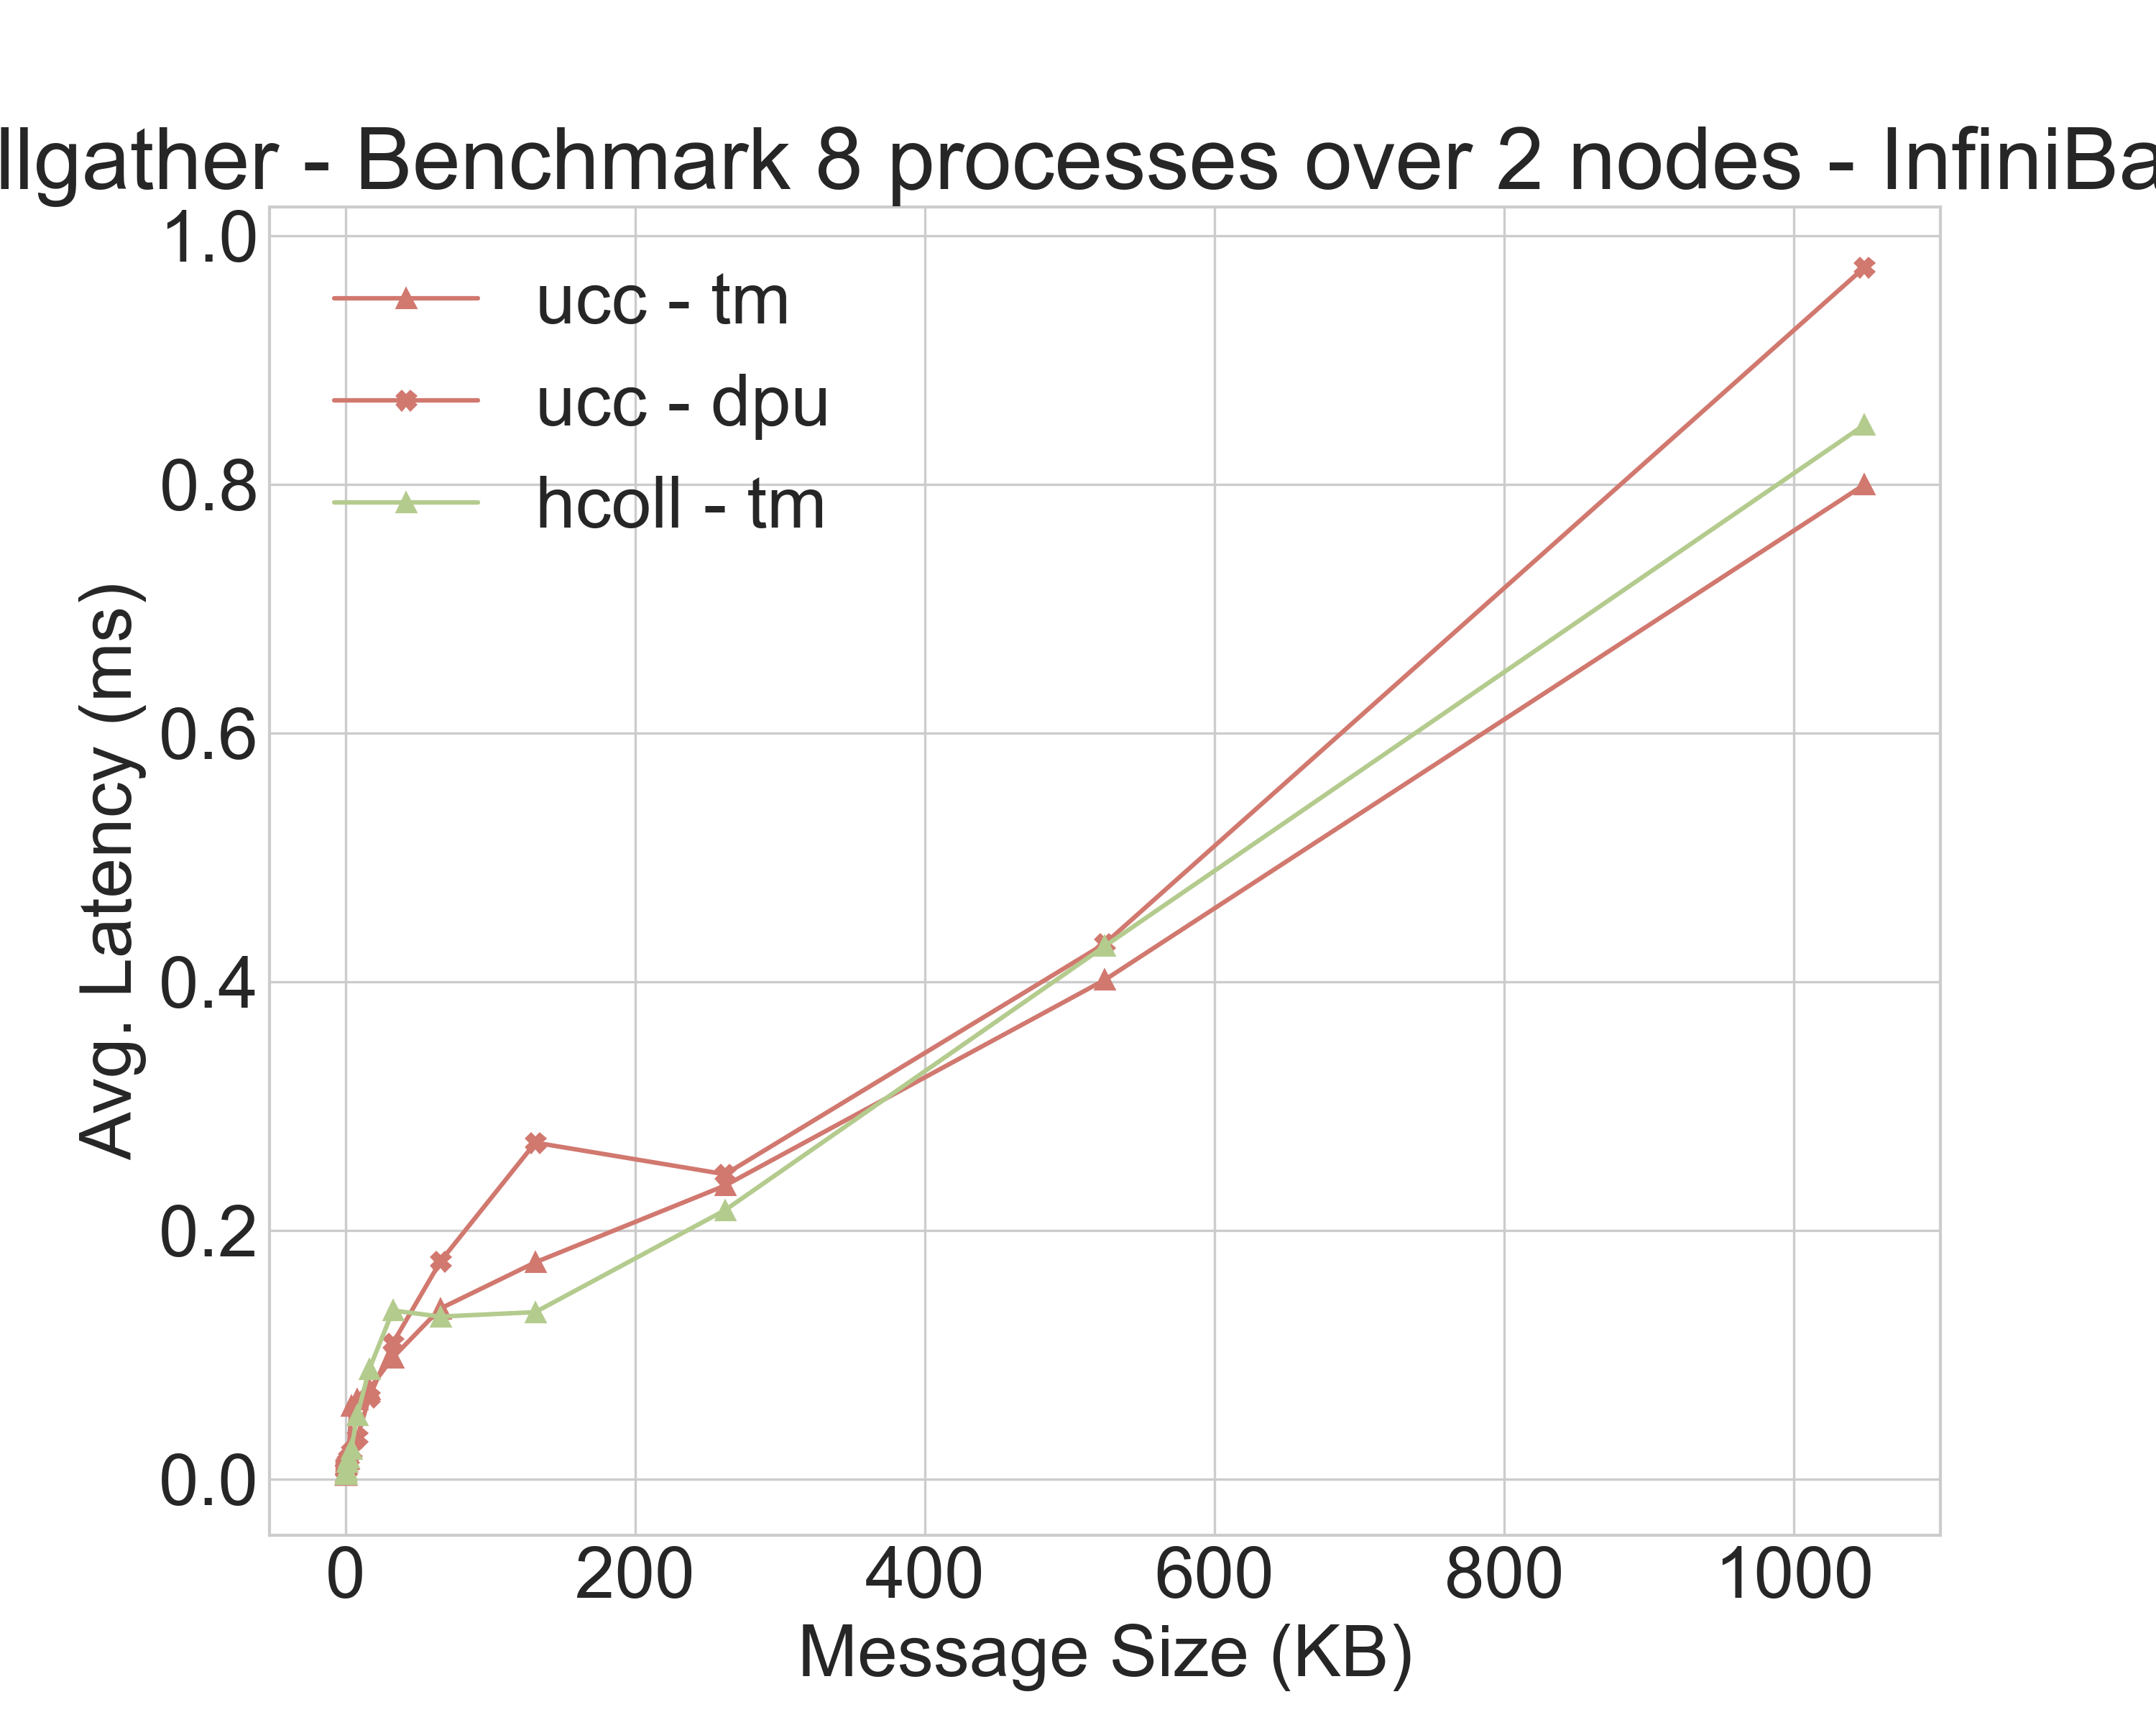 llgather - Benchmark 8 processes over 2 nodes - InfiniBa
1.0
ucc - tm
ucc - dpu
0.8
hcoll - tm
0.6
0.4
0.2
0.0
Avg. Latency (ms)
0 200 400 600 800 1000
Message Size (KB)